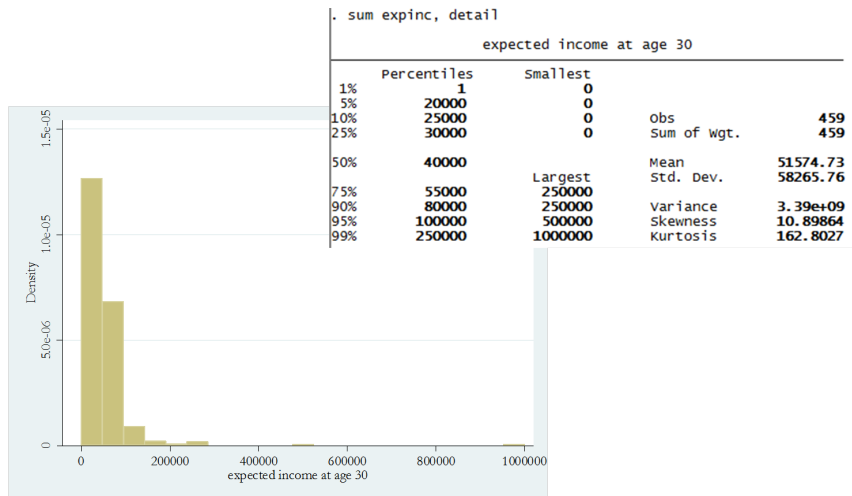 . sum expinc, detail
expected income at age 30
Percentiles Smallest
1% 1 0
5% 20000 0
10% 25000 0 Obs 459
25% 30000 0 Sum of Wgt. 459
50% 40000 Mean 51574.73
Largest Std. Dev. 58265.76
75% 55000 250000
90% 80000 250000 Variance 3.39e+09
95% 100000 500000 Skewness 10.89864
99% 250000 1000000 Kurtosis 162.8027
Density
1.5e-05
1.0e-05
5.0e-06
0
0 200000 400000 600000 800000 1000000
expected income at age 30